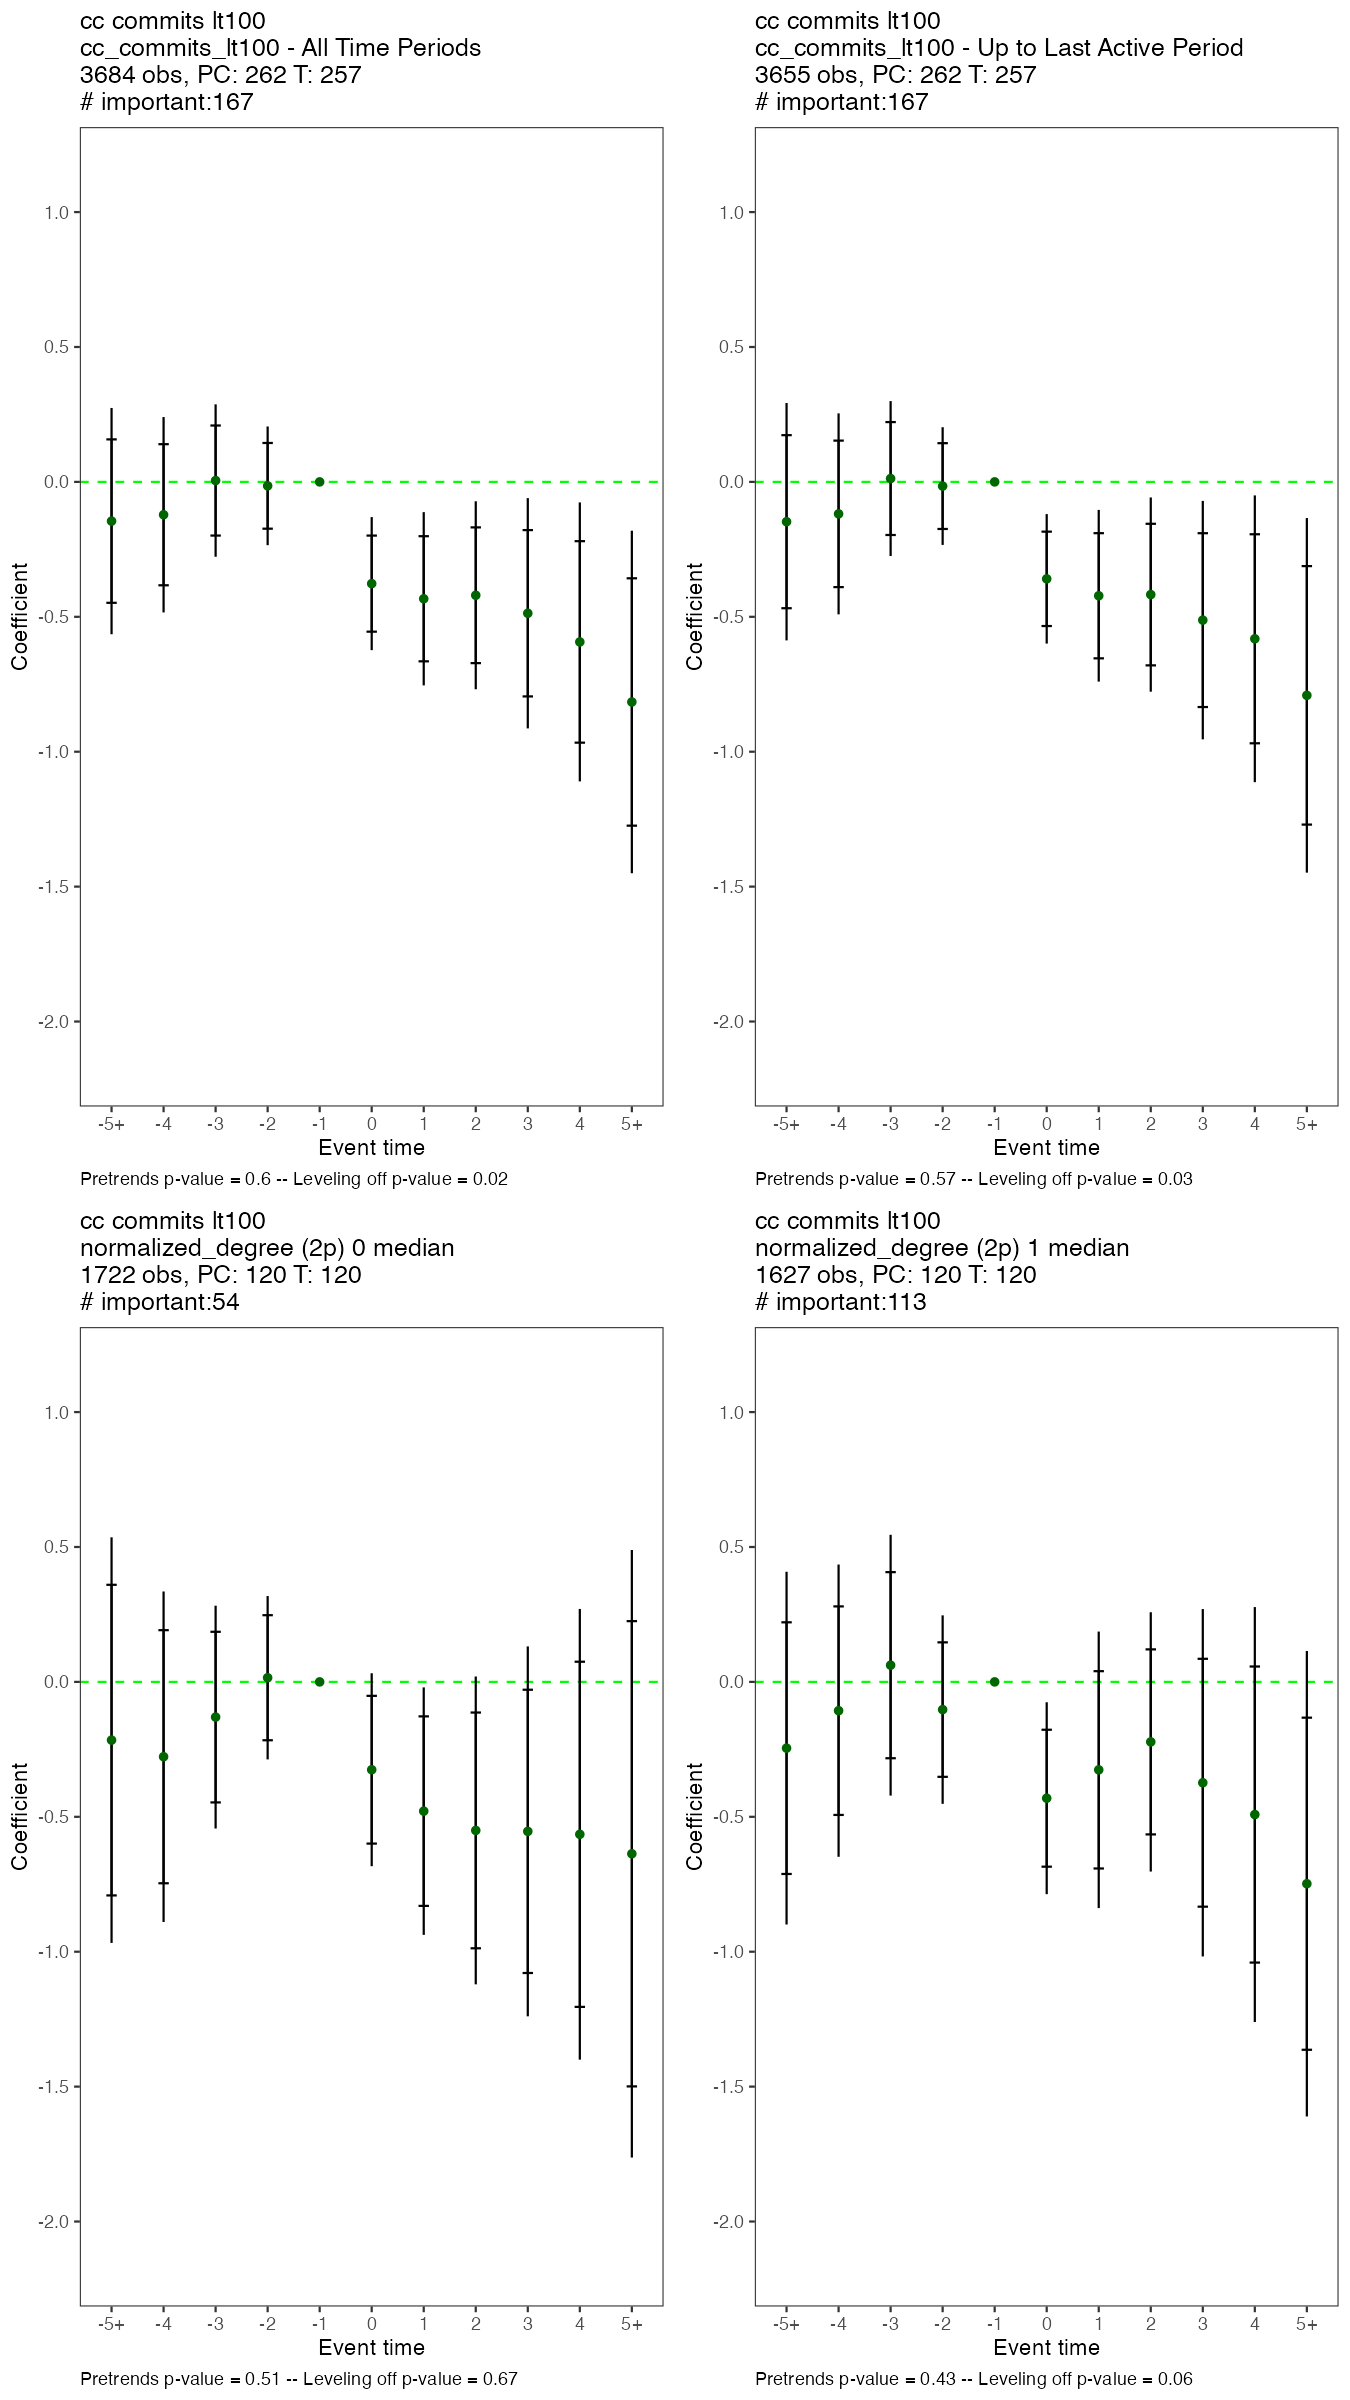 cc commits lt100
cc_commits_lt100 - All Time Periods
3684 obs, PC: 262 T: 257
# important:167
1.0
0.5
0.0
-0.5
-1.0
-1.5
-2.0
Coefficient
-5+ -4 -3 -2 -1 0 1 2 3 4 5+
Event time
Pretrends p-value = 0.6 -- Leveling off p-value = 0.02
cc commits lt100
cc_commits_lt100 - Up to Last Active Period
3655 obs, PC: 262 T: 257
# important:167
1.0
0.5
0.0
-0.5
-1.0
-1.5
-2.0
Coefficient
-5+ -4 -3 -2 -1 0 1 2 3 4 5+
Event time
Pretrends p-value = 0.57 -- Leveling off p-value = 0.03
cc commits lt100
normalized_degree (2p) 0 median
1722 obs, PC: 120 T: 120
# important:54
1.0
0.5
0.0
-0.5
-1.0
-1.5
-2.0
Coefficient
-5+ -4 -3 -2 -1 0 1 2 3 4 5+
Event time
Pretrends p-value = 0.51 -- Leveling off p-value = 0.67
cc commits lt100
normalized_degree (2p) 1 median
1627 obs, PC: 120 T: 120
# important:113
1.0
0.5
0.0
-0.5
-1.0
-1.5
-2.0
Coefficient
-5+ -4 -3 -2 -1 0 1 2 3 4 5+
Event time
Pretrends p-value = 0.43 -- Leveling off p-value = 0.06